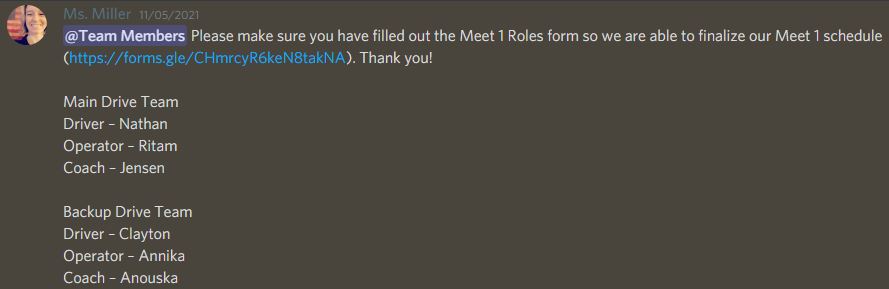 Ms. Miller 11/05/2021
@Team Members Please make sure you have filled out the Meet 1 Roles form so we are able to finalize our Meet 1 schedule
(https://forms.gle/CHmrcyR6keN8takNA). Thank you!
Main Drive Team
Driver – Nathan
Operator – Ritam
Coach – Jensen
Backup Drive Team
Driver – Clayton
Operator – Annika
Coach – Anouska